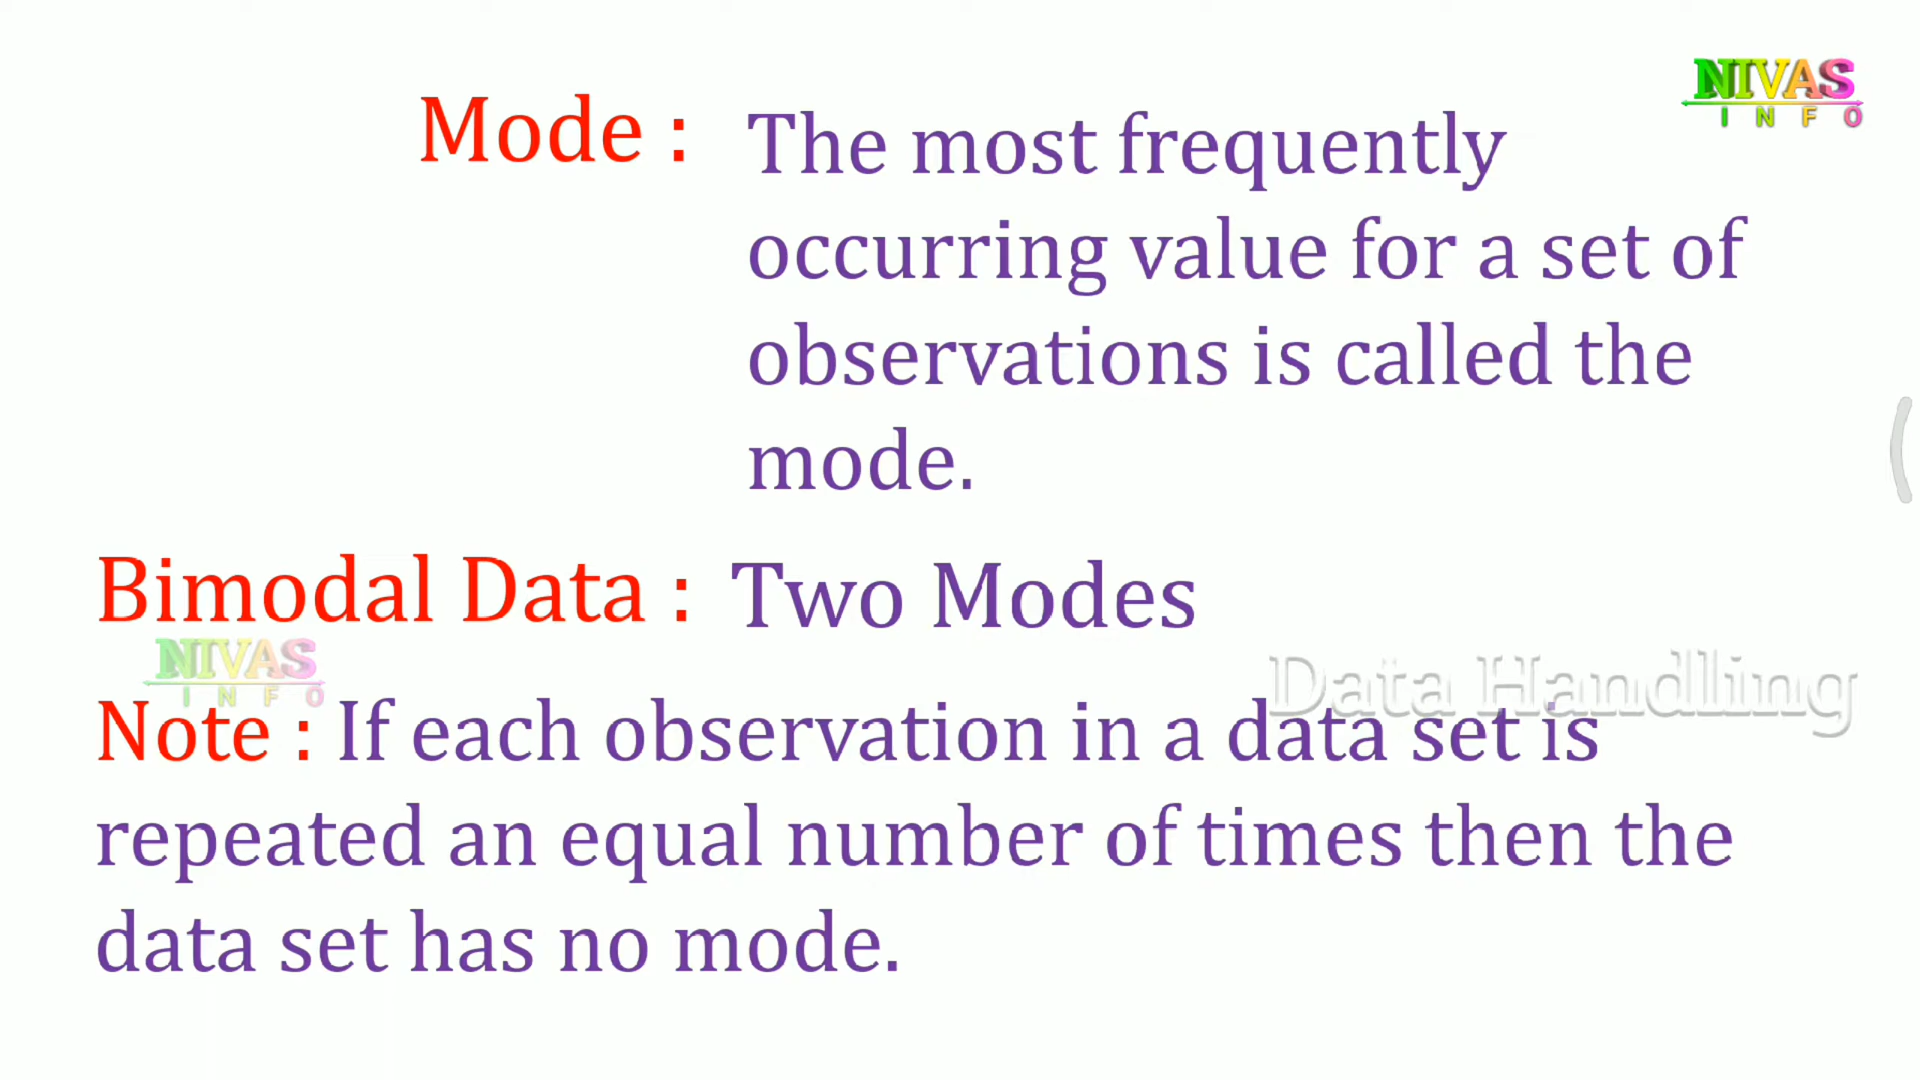 NIVAS
INFO
Mode : The most frequently
occurring value for a set of
observations is called the
mode.
Bimodal Data : Two Modes
NIVAS
INFO
Data Handling
Note : If each observation in a data set is
repeated an equal number of times then the
data set has no mode.